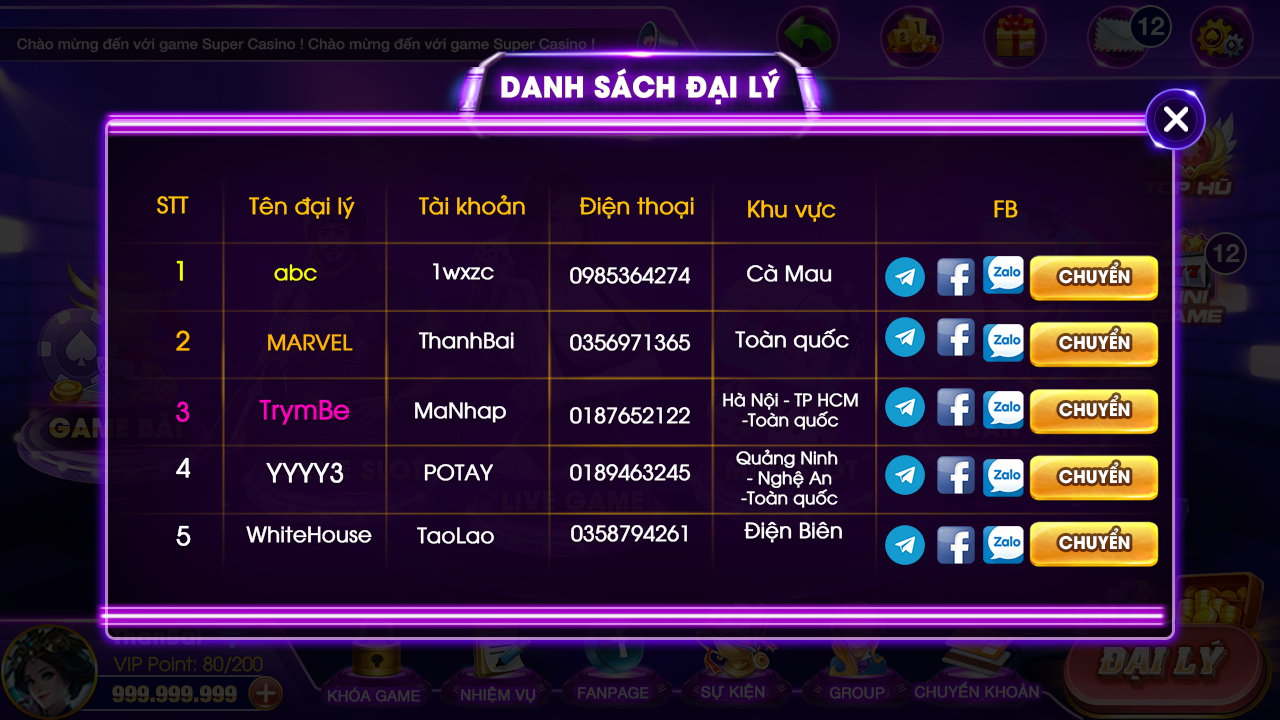 Chào mừng đến với game Super Casino ! Chào mừng đến với game Super Casino !
12
DANH SÁCH ĐẠI LÝ
TOP HŨ
STT Tên đại lý Tài khoản Điện thoại Khu vực FB
12
1 abc 1wxzc 0985364274 Cà Mau Zalo CHUYỂN
GAME
2 MARVEL ThanhBai 0356971365 Toàn quốc Zalo CHUYỂN
3 TrymBe MaNhap 0187652122 Hà Nội - TP HCM
-Toàn quốc Zalo CHUYỂN
GAME BÀI
4 YYYY3 POTAY 0189463245 Quảng Ninh
- Nghệ An
-Toàn quốc Zalo CHUYỂN
LIVE GAME
5 WhiteHouse TaoLao 0358794261 Điện Biên Zalo CHUYỂN
VIP Point: 80/200
999.999.999
KHÓA GAME NHIỆM VỤ FANPAGE SỰ KIỆN GROUP CHUYỂN KHOẢN
ĐẠI LÝ